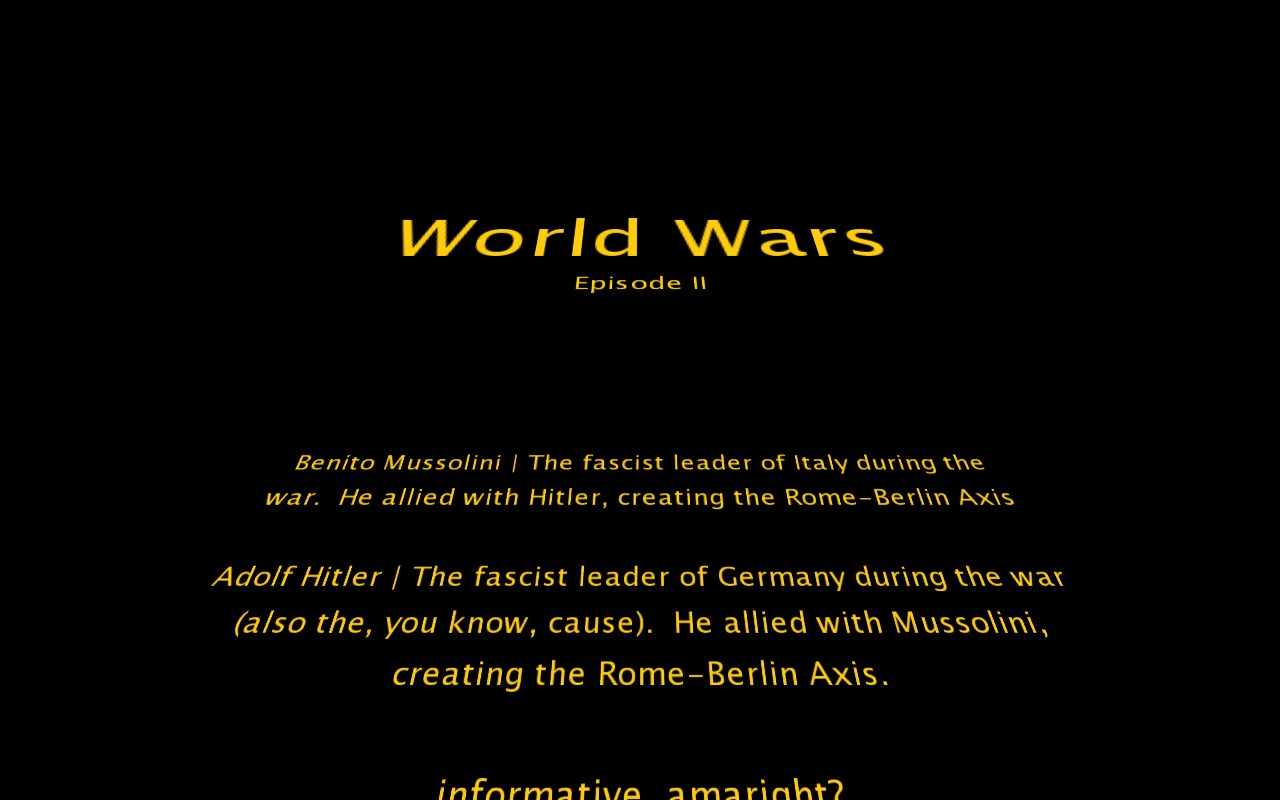 World Wars
Episode II
Benito Mussolini | The fascist leader of Italy during the
war.  He allied with Hitler, creating the Rome-Berlin Axis
Adolf Hitler | The fascist leader of Germany during the war
(also the, you know, cause).  He allied with Mussolini,
creating the Rome-Berlin Axis.
informative, amaright?